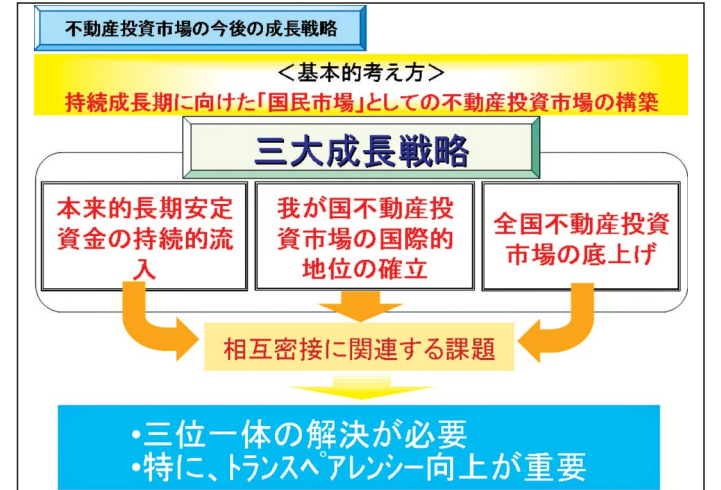 不動産投資市場の今後の成長戦略
＜基本的考え方＞
持続成長期に向けた「国民市場」としての不動産投資市場の構築
三大成長戦略
本来的長期安定
資金の持続的流
入
我が国不動産投
資市場の国際的
地位の確立
全国不動産投資
市場の底上げ
相互密接に関連する課題
•三位一体の解決が必要
•特に、トランスペアレンシー向上が重要